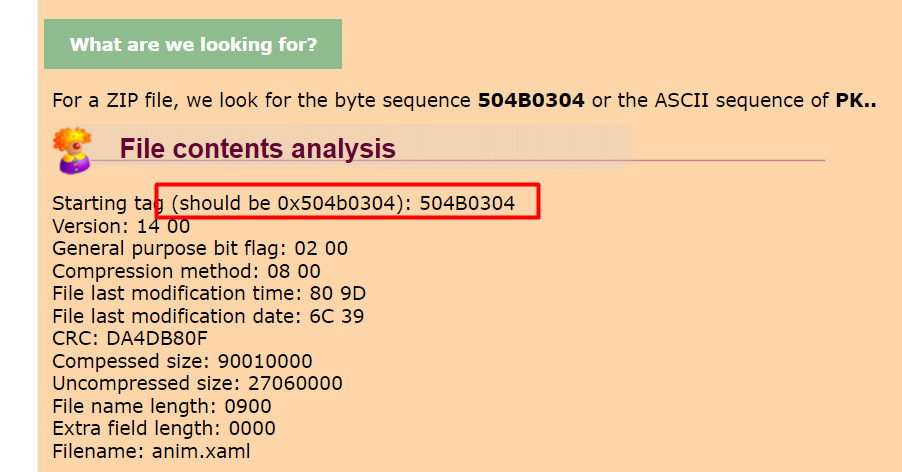 What are we looking for?
For a ZIP file, we look for the byte sequence 504B0304 or the ASCII sequence of PK..
File contents analysis
Starting tag (should be 0x504b0304): 504B0304
Version: 14 00
General purpose bit flag: 02 00
Compression method: 08 00
File last modification time: 80 9D
File last modification date: 6C 39
CRC: DA4DB80F
Compessed size: 90010000
Uncompressed size: 27060000
File name length: 0900
Extra field length: 0000
Filename: anim.xaml